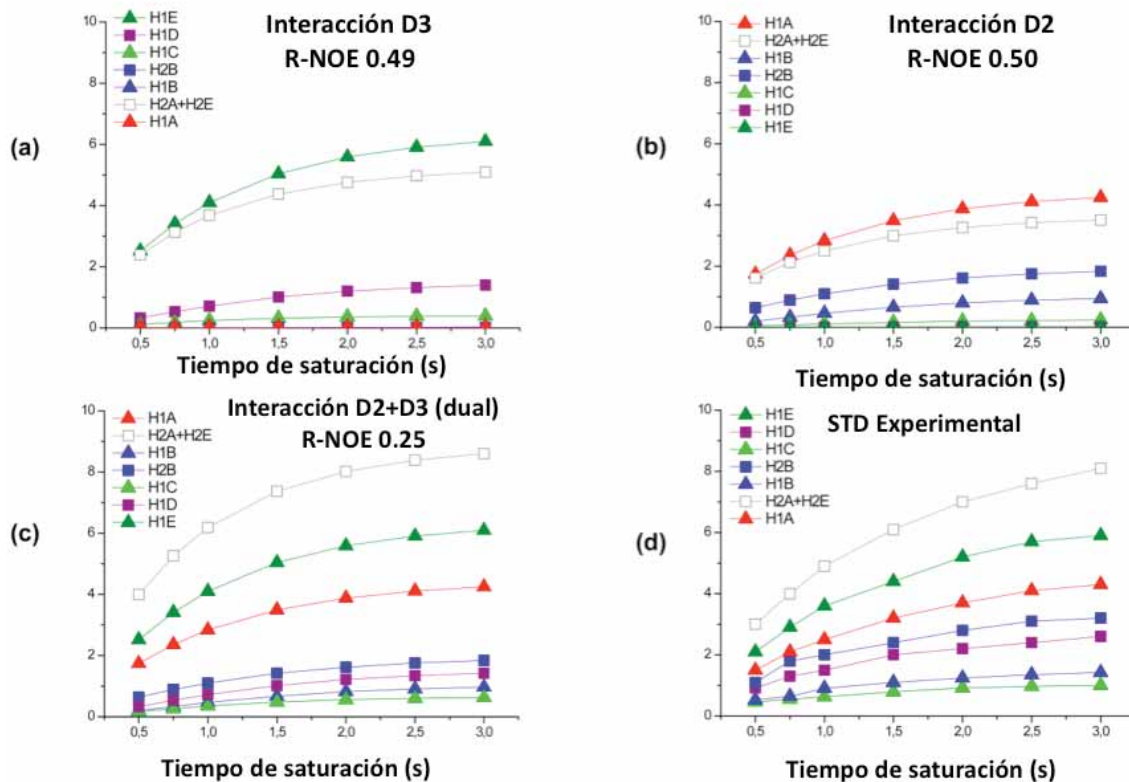 Interacción D3
R-NOE 0.49
(a)
10
8
6
4
2
0
H1E
H1D
H1C
H2B
H1B
H2A+H2E
H1A
0,5 1,0 1,5 2,0 2,5 3,0
Tiempo de saturación (s)
Interacción D2
R-NOE 0.50
(b)
10
8
6
4
2
0
H1A
H2A+H2E
H1B
H2B
H1C
H1D
H1E
0,5 1,0 1,5 2,0 2,5 3,0
Tiempo de saturación (s)
Interacción D2+D3 (dual)
R-NOE 0.25
(c)
10
8
6
4
2
0
H1A
H2A+H2E
H1B
H2B
H1C
H1D
H1E
0,5 1,0 1,5 2,0 2,5 3,0
Tiempo de saturación (s)
STD Experimental
(d)
10
8
6
4
2
0
H1E
H1D
H1C
H2B
H1B
H2A+H2E
H1A
0,5 1,0 1,5 2,0 2,5 3,0
Tiempo de saturación (s)